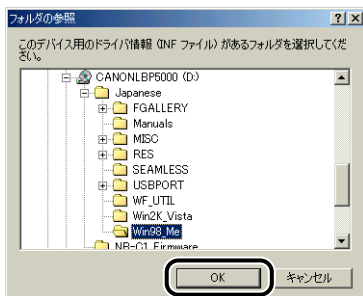 フォルダの参照
このデバイス用のドライバ情報 (INF ファイル) があるフォルダを選択してくだ
さい。
CANONLBP5000 (D:)
Japanese
FGALLERY
Manuals
MISC
RES
SEAMLESS
USBPORT
WF_UTIL
Win2K_Vista
Win98_Me
NB-C1_Firmware
OK
キャンセル